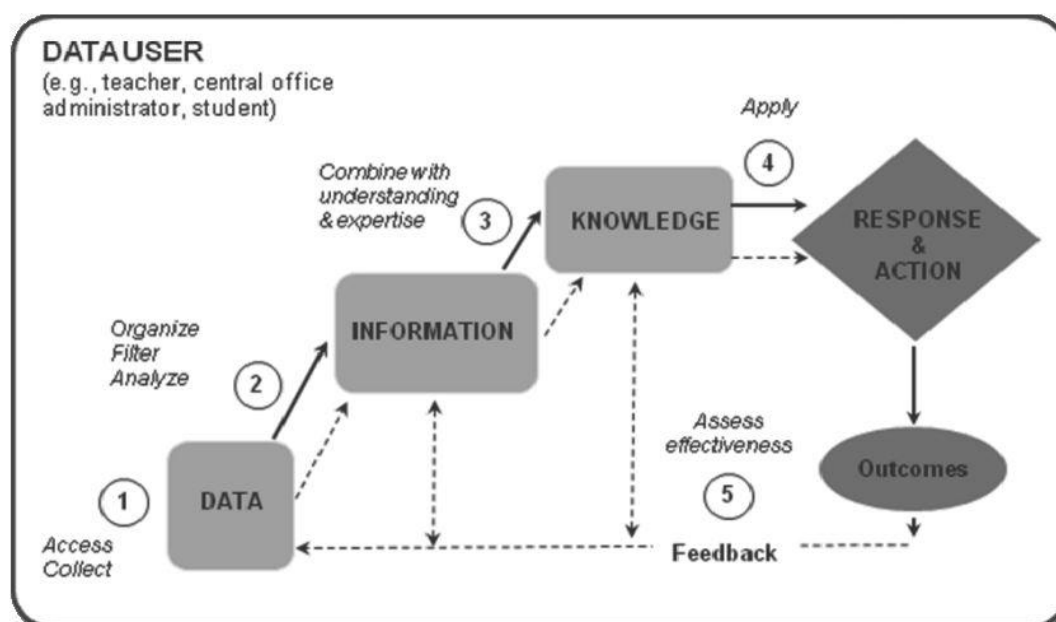 DATA USER
(e.g., teacher, central office
administrator, student)
Apply
4
Combine with
understanding
& expertise
3
KNOWLEDGE
RESPONSE
&
ACTION
INFORMATION
Organize
Filter
Analyze
2
Assess
effectiveness
5
Outcomes
1
DATA
Access
Collect
Feedback